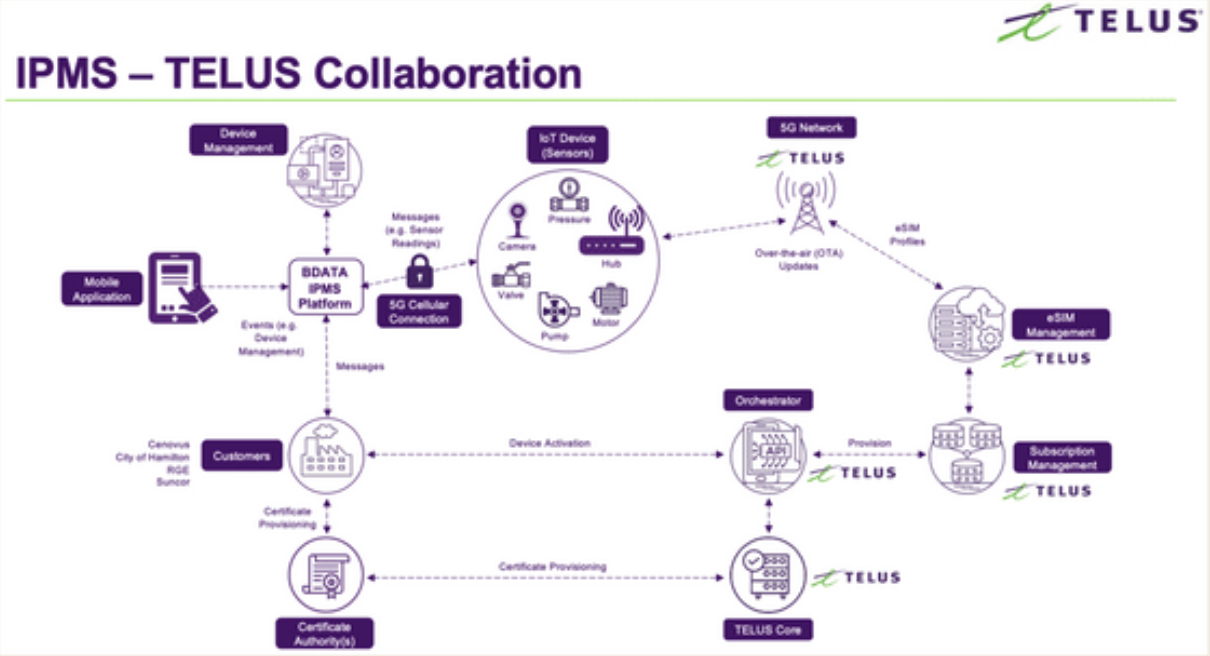 TELUS
IPMS – TELUS Collaboration
Device
Management
IoT Device
(Sensors)
5G Network
TELUS
Messages
(e.g. Sensor
Readings)
Pressure
Camera
Hub
Valve
Motor
Pump
Over-the-air (OTA)
Updates
eSIM
Profiles
Mobile
Application
BDATA
IPMS
Platform
5G Cellular
Connection
Events (e.g.
Device
Management)
Messages
eSIM
Management
TELUS
Orchestrator
API
TELUS
Cenovus
City of Hamilton
RGE
Suncor
Customers
Device Activation
Provision
Subscription
Management
TELUS
Certificate
Provisioning
Certificate Provisioning
TELUS
Certificate
Authority(s)
TELUS Core